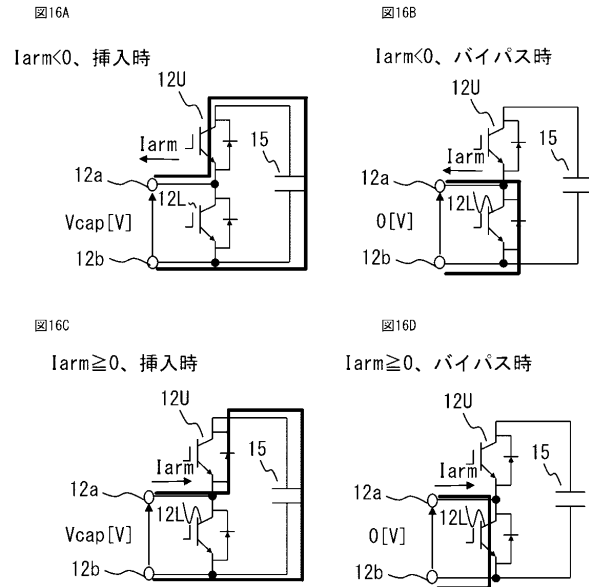 図16A
Iarm<0、挿入時
12U
Iarm
15
12a
Vcap[V]
12L
12b
図16B
Iarm<0、バイパス時
12U
Iarm
15
12a
0[V]
12L
12b
図16C
Iarm≧0、挿入時
12U
Iarm
15
12a
Vcap[V]
12L
12b
図16D
Iarm≧0、バイパス時
12U
Iarm
15
12a
0[V]
12L
12b